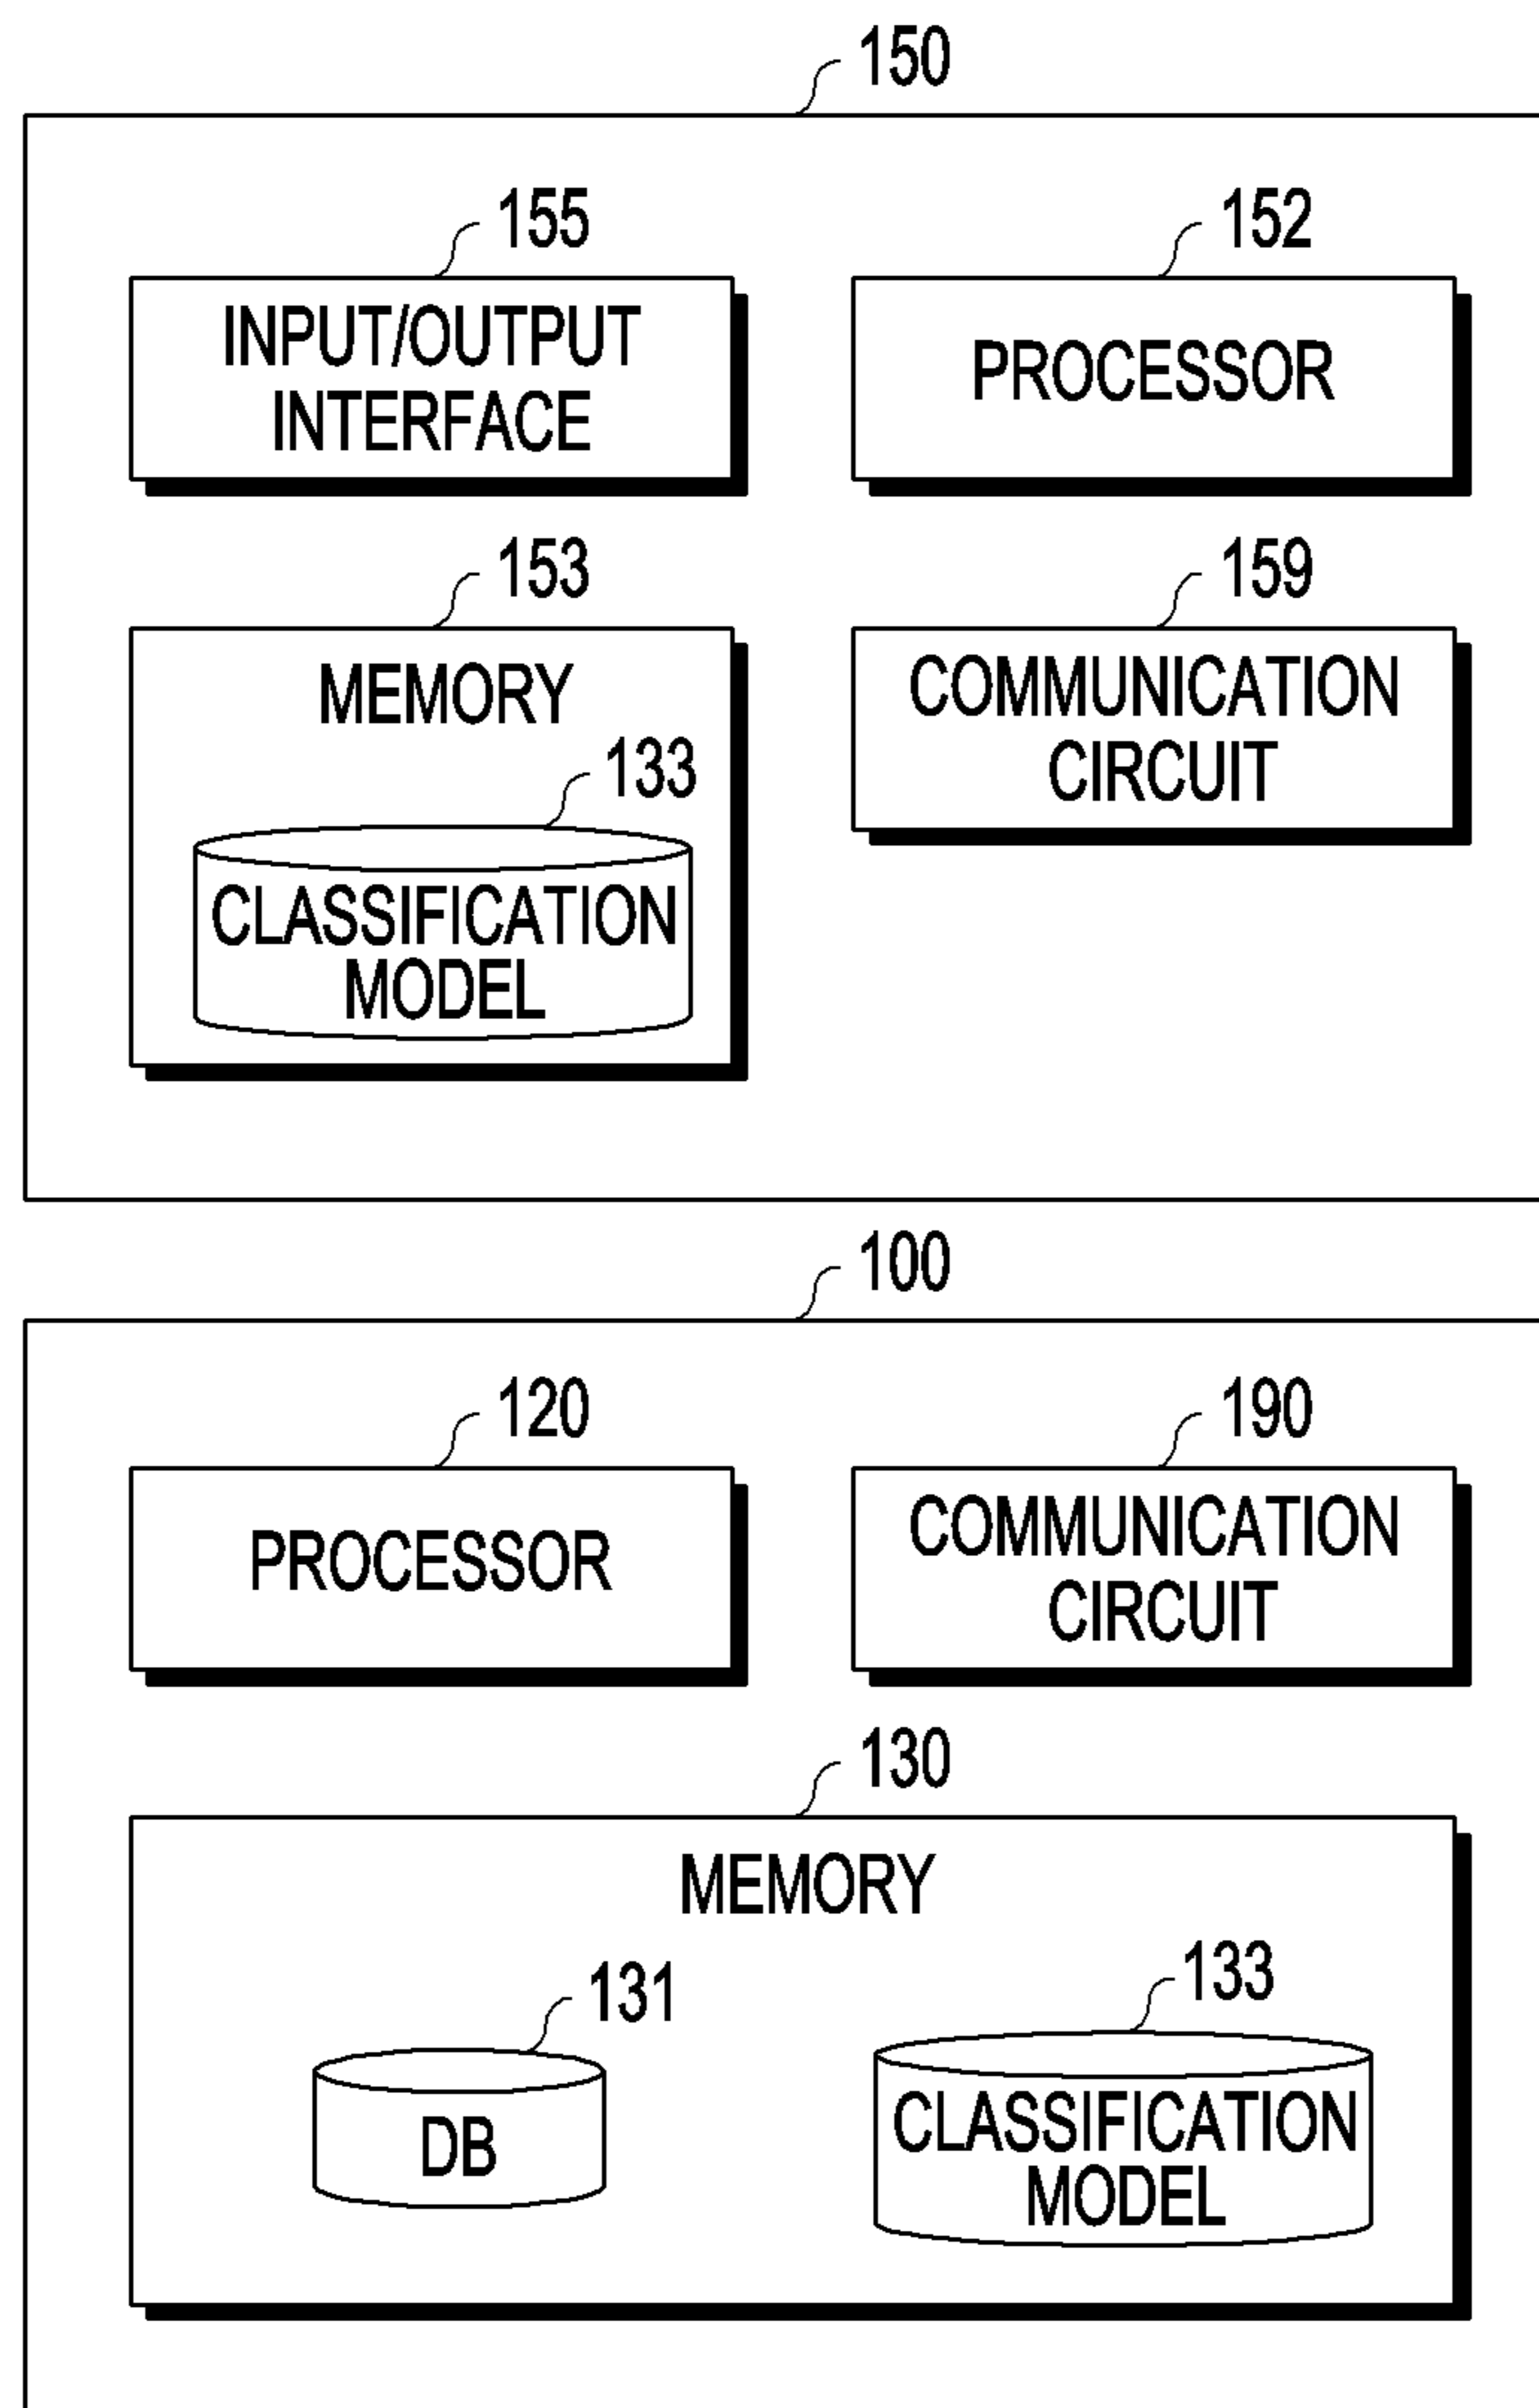 150
155
152
INPUT/OUTPUT
INTERFACE
PROCESSOR
153
159
MEMORY
COMMUNICATION
CIRCUIT
133
CLASSIFICATION
MODEL
100
120
190
PROCESSOR
COMMUNICATION
CIRCUIT
130
MEMORY
131
133
DB
CLASSIFICATION
MODEL